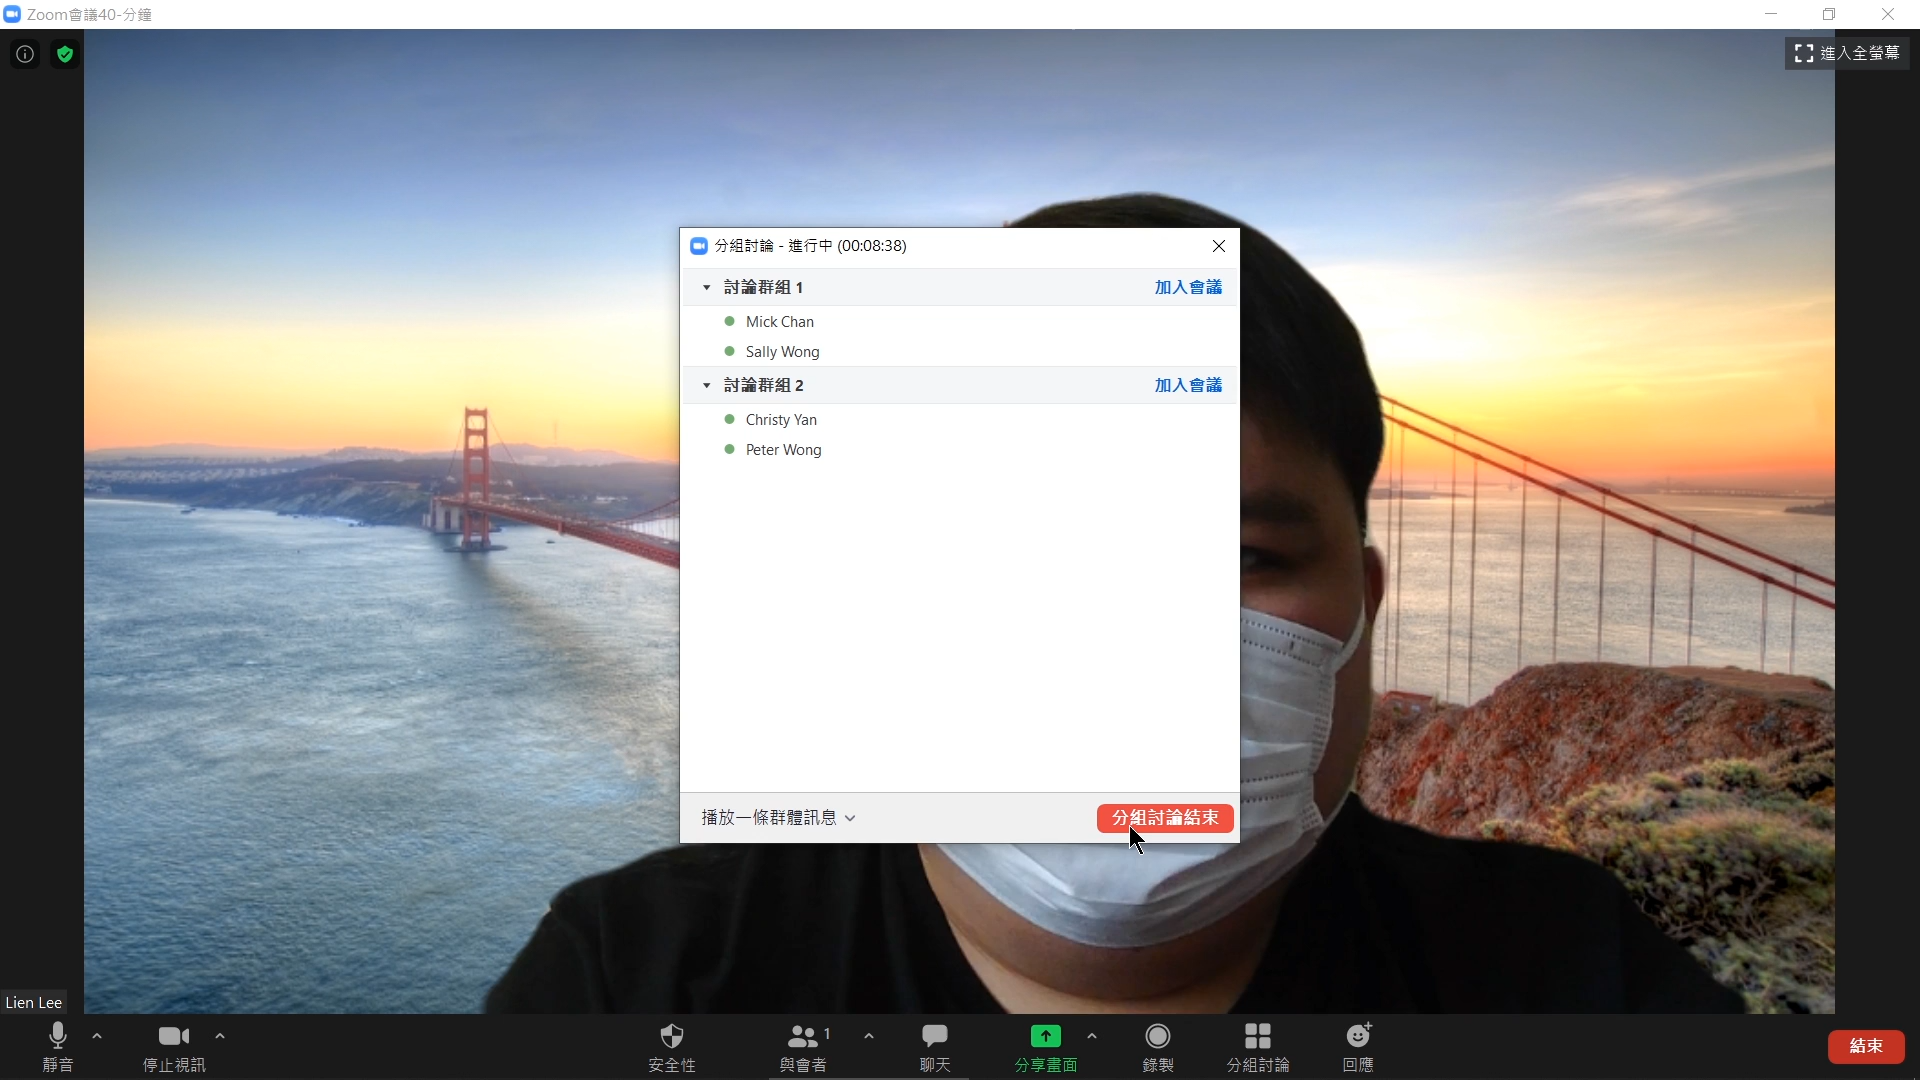 Zoom會議40-分鐘
進入全螢幕
分組討論 - 進行中 (00:08:38)
討論群組 1
加入會議
Mick Chan
Sally Wong
討論群組 2
加入會議
Christy Yan
Peter Wong
播放一條群體訊息
分組討論結束
Lien Lee
靜音
停止視訊
安全性
1
與會者
聊天
分享畫面
錄製
分組討論
回應
結束